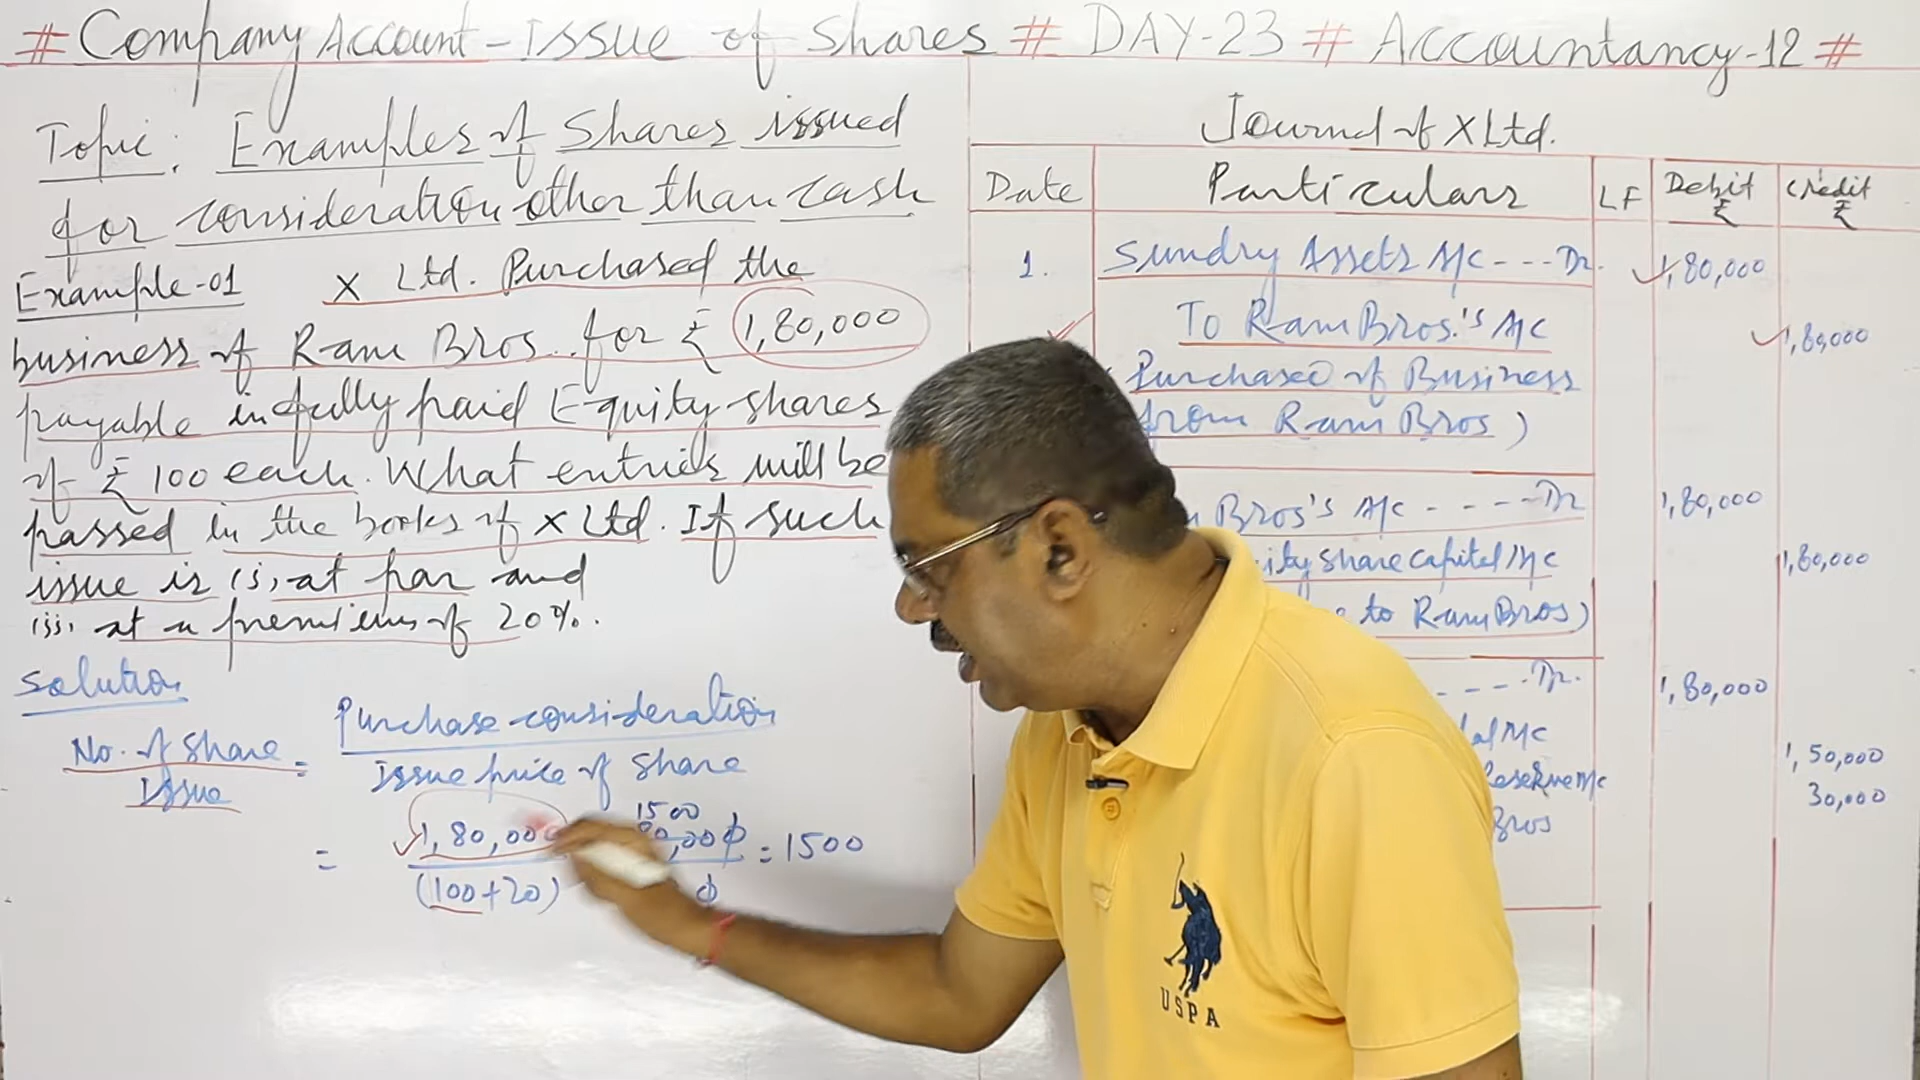 # Company Account - Issue of Shares # DAY-23 # Accountancy-12 #
Topic: Examples of Shares issued
for consideration other than cash
Example-01 X Ltd. Purchased the
business of Ram Bros. for ₹ 1,80,000
payable in fully paid Equity shares
of ₹ 100 each. What entries will be
passed in the books of X Ltd. If such
issue is (i) at par and
(ii) at a premium of 20%.
Solution
No. of Share Issue = Purchase consideration
Issue price of Share
= 1,80,000
(100+20)
1500
= 1500
Journal of X Ltd.
Date Particulars LF Debit ₹ Credit ₹
1. Sundry Assets A/c ---Dr. 1,80,000
To Ram Bros.'s A/c 1,80,000
Purchased of Business
from Ram Bros)
Bros's A/c ----Dr 1,80,000
Share Capital A/c 1,80,000
to Ram Bros)
----Dr. 1,80,000
A/c 1,50,000
Reserve A/c 30,000
Bros
USPA